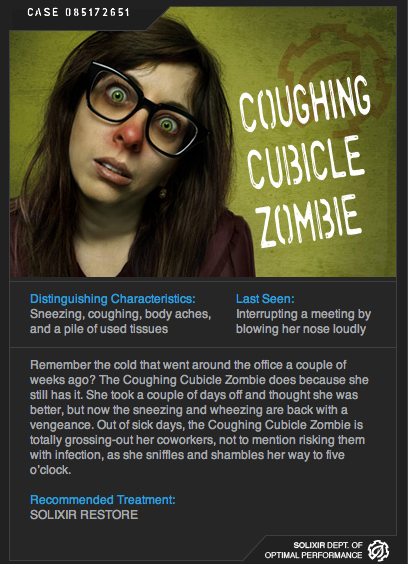 CASE 085172651
COUGHING
CUBICLE
ZOMBIE
Distinguishing Characteristics:
Sneezing, coughing, body aches,
and a pile of used tissues
Last Seen:
Interrupting a meeting by
blowing her nose loudly
Remember the cold that went around the office a couple of
weeks ago? The Coughing Cubicle Zombie does because she
still has it. She took a couple of days off and thought she was
better, but now the sneezing and wheezing are back with a
vengeance. Out of sick days, the Coughing Cubicle Zombie is
totally grossing-out her coworkers, not to mention risking them
with infection, as she sniffles and shambles her way to five
o'clock.
Recommended Treatment:
SOLIXIR RESTORE
SOLIXIR DEPT. OF
OPTIMAL PERFORMANCE